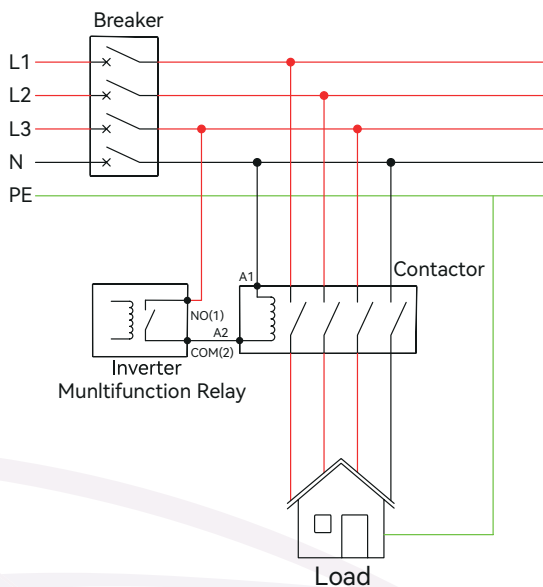 Breaker
L1
L2
L3
N
PE
A1
Contactor
NO(1)
A2
COM(2)
Inverter
Munltifunction Relay
Load